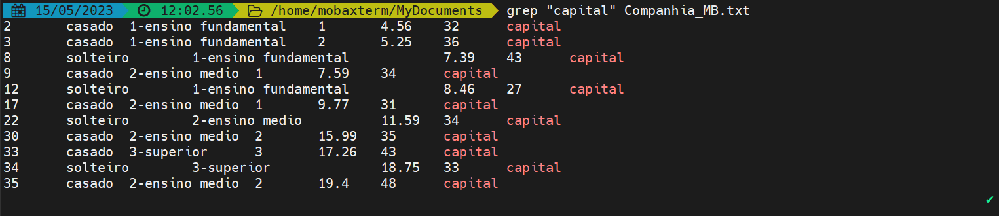 15/05/2023 12:02.56 /home/mobaxterm/MyDocuments grep "capital" Companhia_MB.txt
2 casado 1-ensino fundamental 1 4.56 32 capital
3 casado 1-ensino fundamental 2 5.25 36 capital
8 solteiro 1-ensino fundamental 7.39 43 capital
9 casado 2-ensino medio 1 7.59 34 capital
12 solteiro 1-ensino fundamental 8.46 27 capital
17 casado 2-ensino medio 1 9.77 31 capital
22 solteiro 2-ensino medio 11.59 34 capital
30 casado 2-ensino medio 2 15.99 35 capital
33 casado 3-superior 3 17.26 43 capital
34 solteiro 3-superior 18.75 33 capital
35 casado 2-ensino medio 2 19.4 48 capital